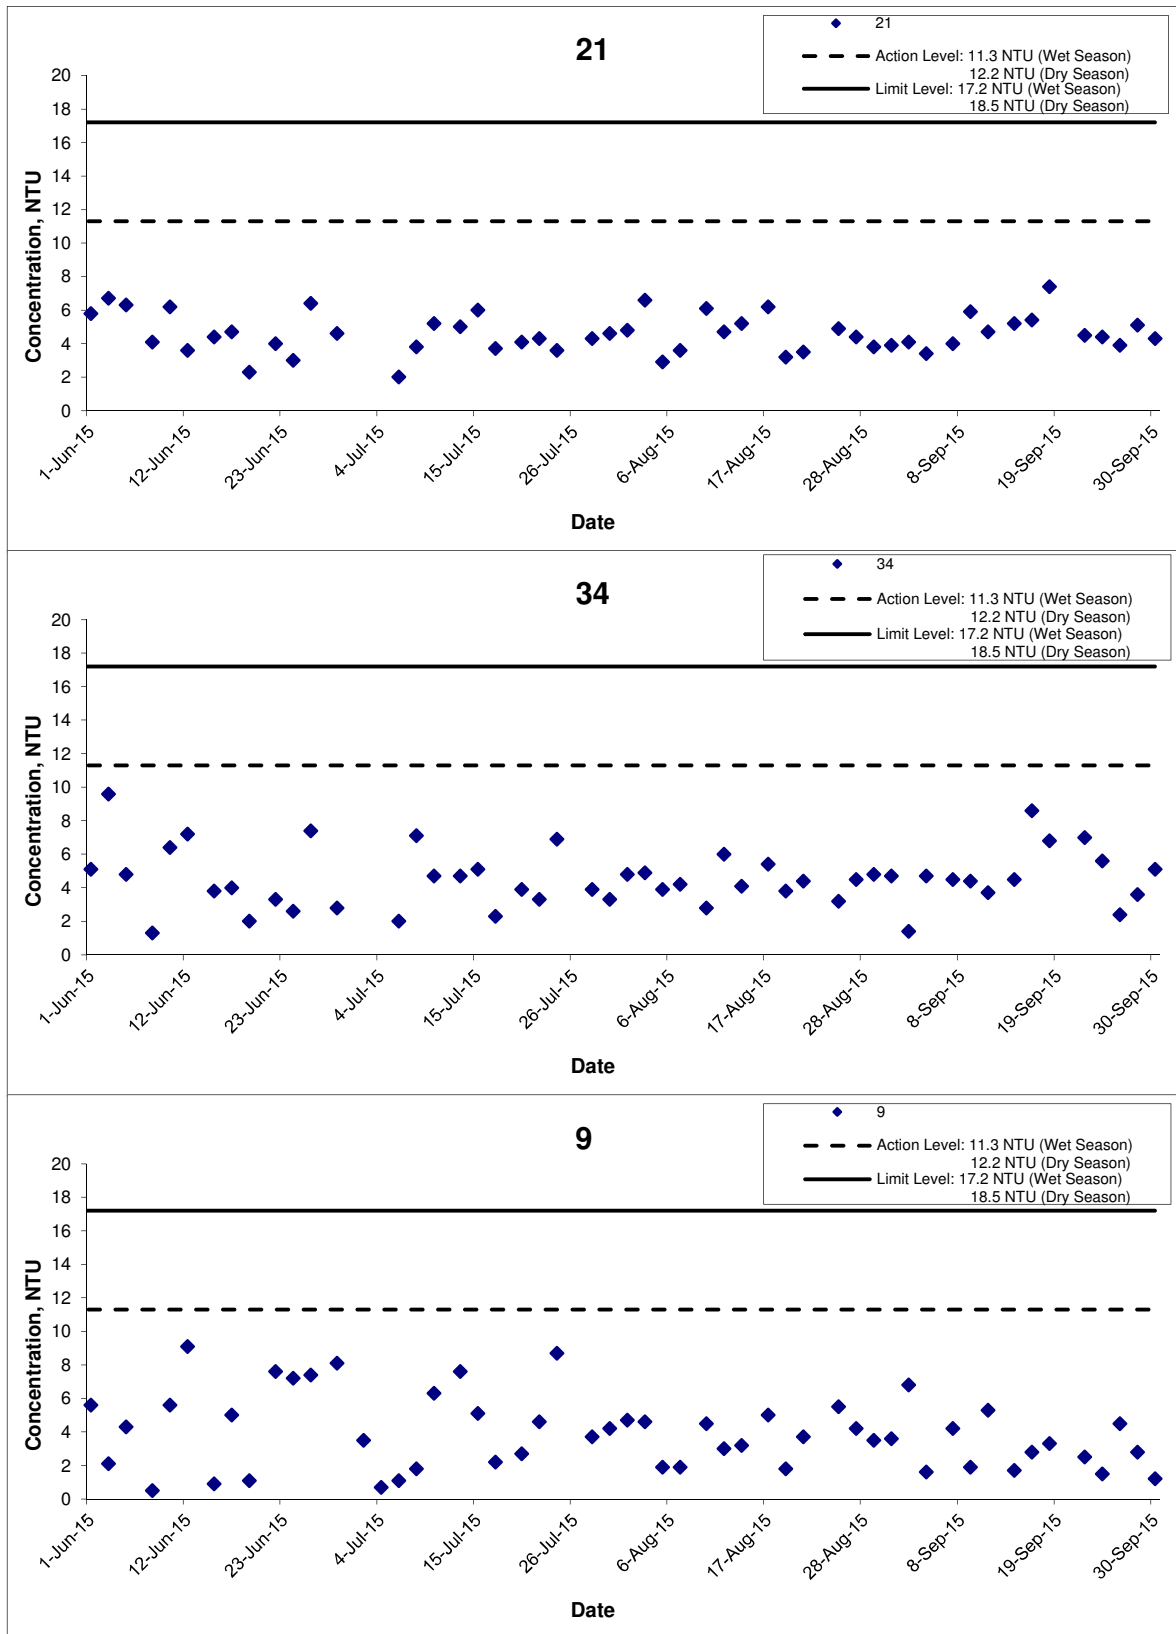 21
21
Action Level: 11.3 NTU (Wet Season)
12.2 NTU (Dry Season)
Limit Level: 17.2 NTU (Wet Season)
18.5 NTU (Dry Season)
Concentration, NTU
20
18
16
14
12
10
8
6
4
2
0
1-Jun-15
12-Jun-15
23-Jun-15
4-Jul-15
15-Jul-15
26-Jul-15
6-Aug-15
17-Aug-15
28-Aug-15
8-Sep-15
19-Sep-15
30-Sep-15
Date
34
34
Action Level: 11.3 NTU (Wet Season)
12.2 NTU (Dry Season)
Limit Level: 17.2 NTU (Wet Season)
18.5 NTU (Dry Season)
Concentration, NTU
20
18
16
14
12
10
8
6
4
2
0
1-Jun-15
12-Jun-15
23-Jun-15
4-Jul-15
15-Jul-15
26-Jul-15
6-Aug-15
17-Aug-15
28-Aug-15
8-Sep-15
19-Sep-15
30-Sep-15
Date
9
9
Action Level: 11.3 NTU (Wet Season)
12.2 NTU (Dry Season)
Limit Level: 17.2 NTU (Wet Season)
18.5 NTU (Dry Season)
Concentration, NTU
20
18
16
14
12
10
8
6
4
2
0
1-Jun-15
12-Jun-15
23-Jun-15
4-Jul-15
15-Jul-15
26-Jul-15
6-Aug-15
17-Aug-15
28-Aug-15
8-Sep-15
19-Sep-15
30-Sep-15
Date